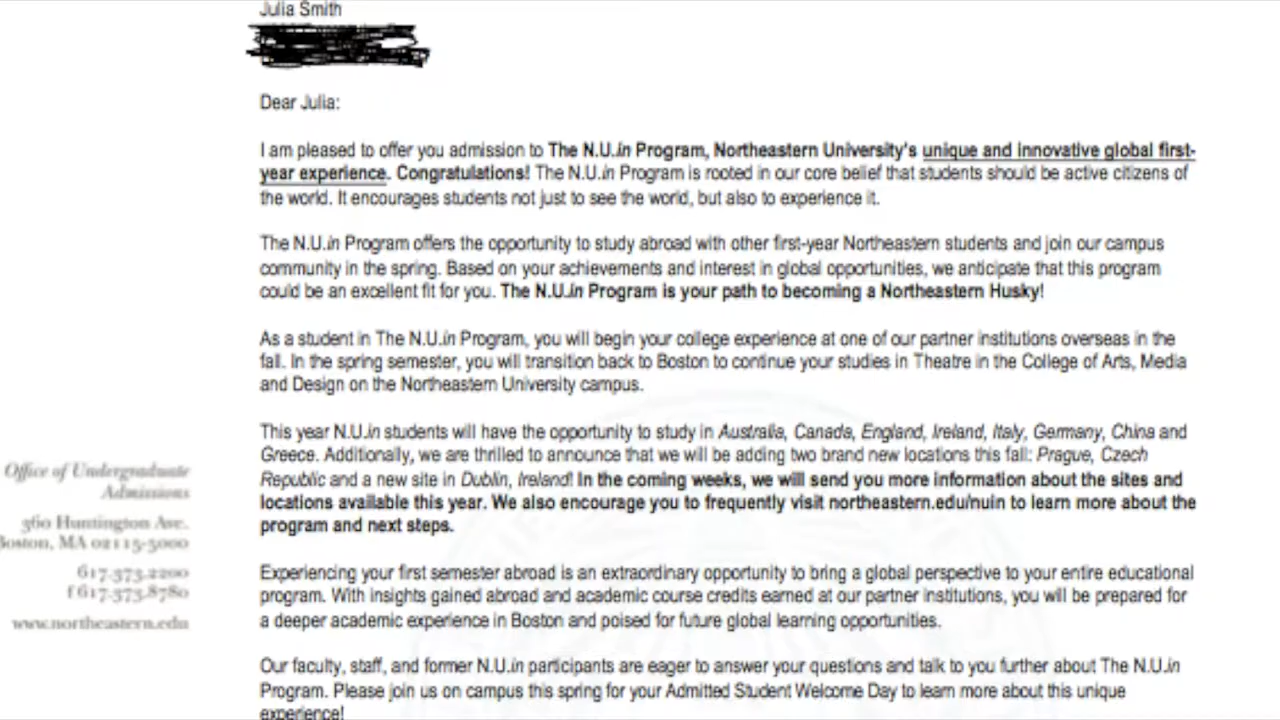 Julia Smith
Dear Julia:
I am pleased to offer you admission to The N.U.in Program, Northeastern University's unique and innovative global first-
year experience. Congratulations! The N.U.in Program is rooted in our core belief that students should be active citizens of
the world. It encourages students not just to see the world, but also to experience it.
The N.U.in Program offers the opportunity to study abroad with other first-year Northeastern students and join our campus
community in the spring. Based on your achievements and interest in global opportunities, we anticipate that this program
could be an excellent fit for you. The N.U.in Program is your path to becoming a Northeastern Husky!
As a student in The N.U.in Program, you will begin your college experience at one of our partner institutions overseas in the
fall. In the spring semester, you will transition back to Boston to continue your studies in Theatre in the College of Arts, Media
and Design on the Northeastern University campus.
This year N.U.in students will have the opportunity to study in Australia, Canada, England, Ireland, Italy, Germany, China and
Greece. Additionally, we are thrilled to announce that we will be adding two brand new locations this fall: Prague, Czech
Republic and a new site in Dublin, Ireland! In the coming weeks, we will send you more information about the sites and
locations available this year. We also encourage you to frequently visit northeastern.edu/nuin to learn more about the
program and next steps.
Experiencing your first semester abroad is an extraordinary opportunity to bring a global perspective to your entire educational
program. With insights gained abroad and academic course credits earned at our partner institutions, you will be prepared for
a deeper academic experience in Boston and poised for future global learning opportunities.
Our faculty, staff, and former N.U.in participants are eager to answer your questions and talk to you further about The N.U.in
Program. Please join us on campus this spring for your Admitted Student Welcome Day to learn more about this unique
experience!
Office of Undergraduate
Admissions
360 Huntington Ave.
Boston, MA 02115-5000
617.373.2200
f 617.373.8780
www.northeastern.edu